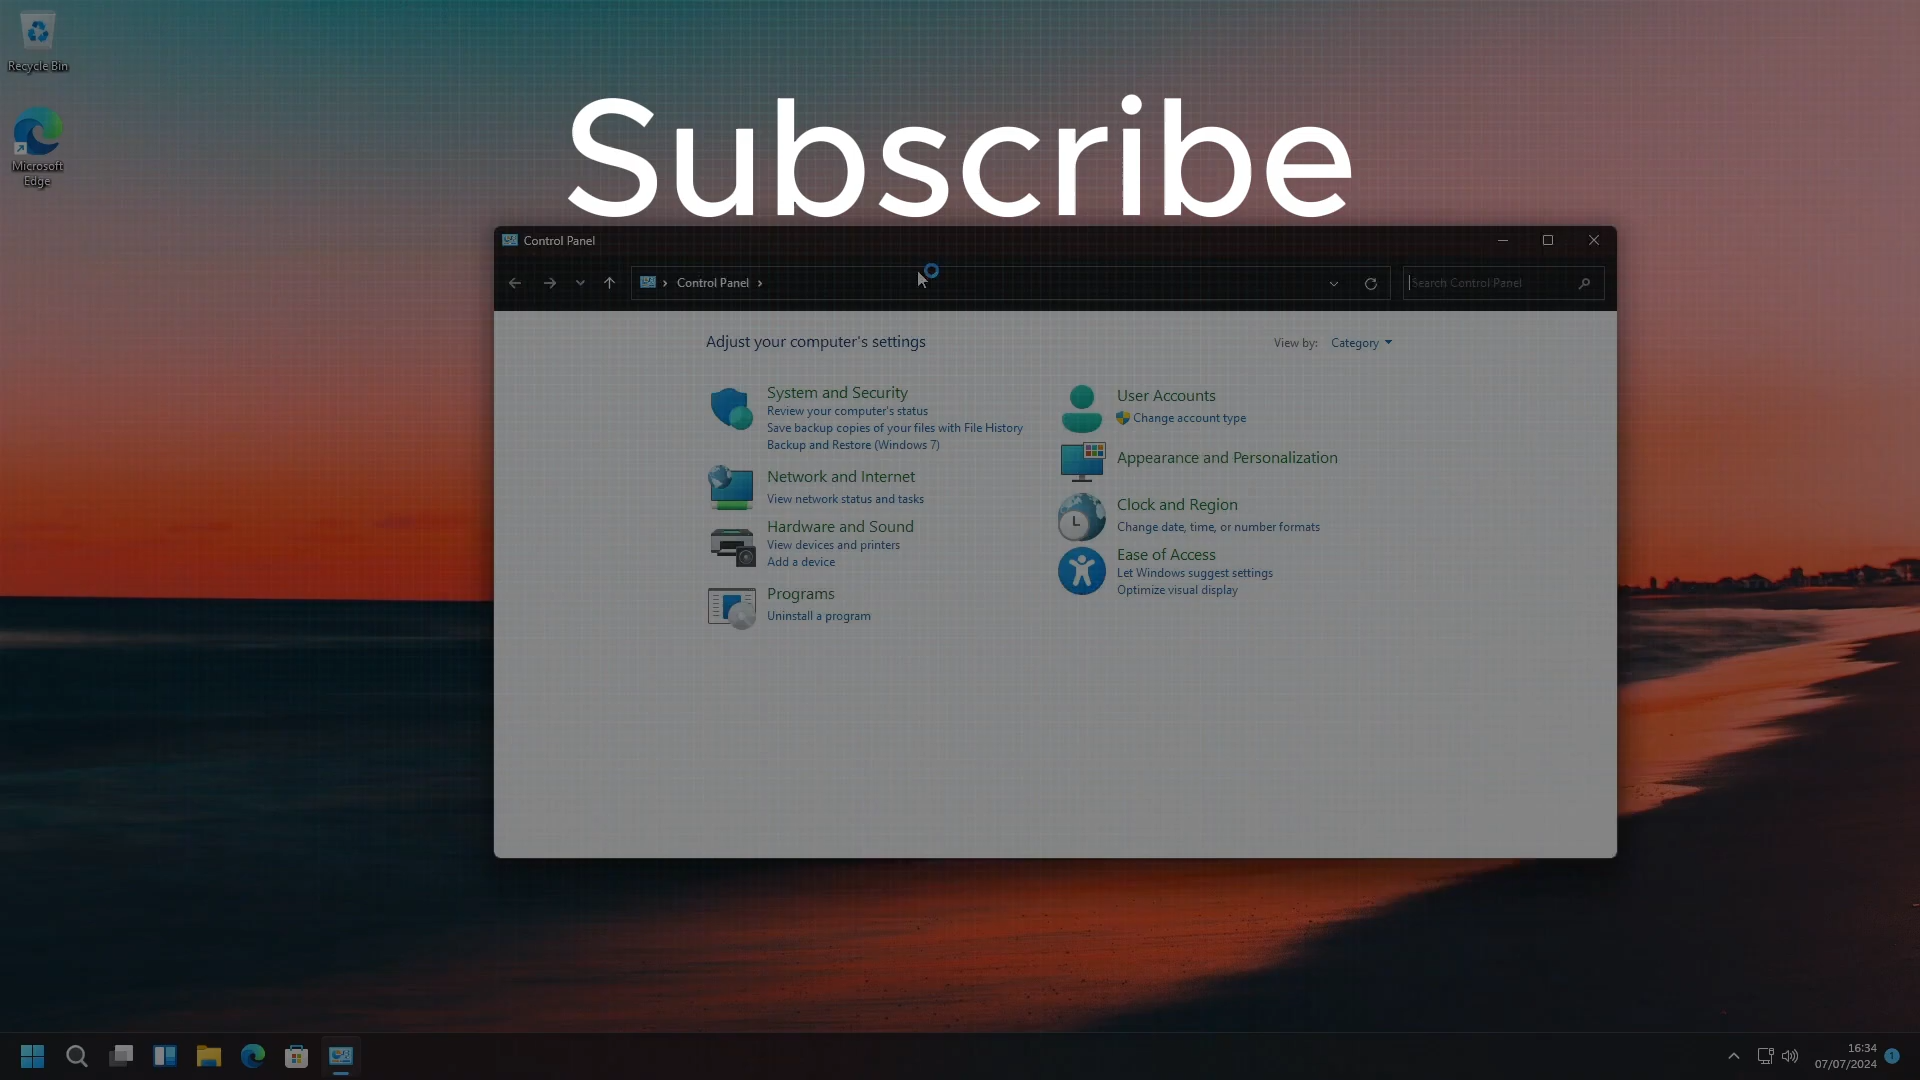 Recycle Bin
Microsoft
Edge
Subscribe
Control Panel
Control Panel
Search Control Panel
Adjust your computer's settings
View by: Category
System and Security
Review your computer's status
Save backup copies of your files with File History
Backup and Restore (Windows 7)
Network and Internet
View network status and tasks
Hardware and Sound
View devices and printers
Add a device
Programs
Uninstall a program
User Accounts
Change account type
Appearance and Personalization
Clock and Region
Change date, time, or number formats
Ease of Access
Let Windows suggest settings
Optimize visual display
16:34
07/07/2024
1